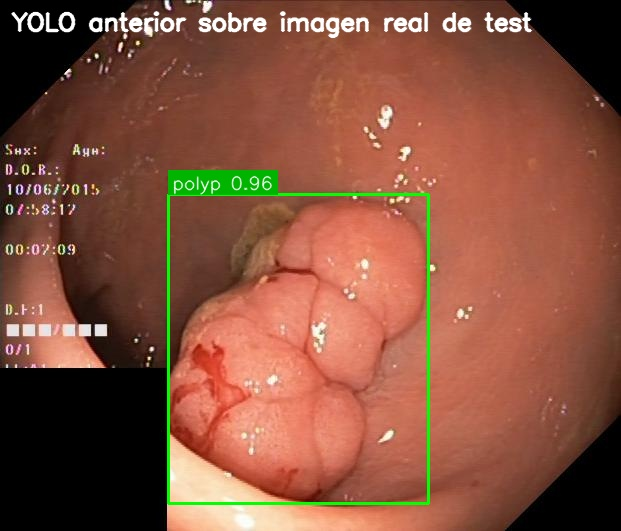 YOLO anterior sobre imagen real de test
polyp 0.96
Sex: Age:
D.O.B.:
10/06/2015
07:58:17
00:02:09
D.F:1
■■■/■■■
0/1